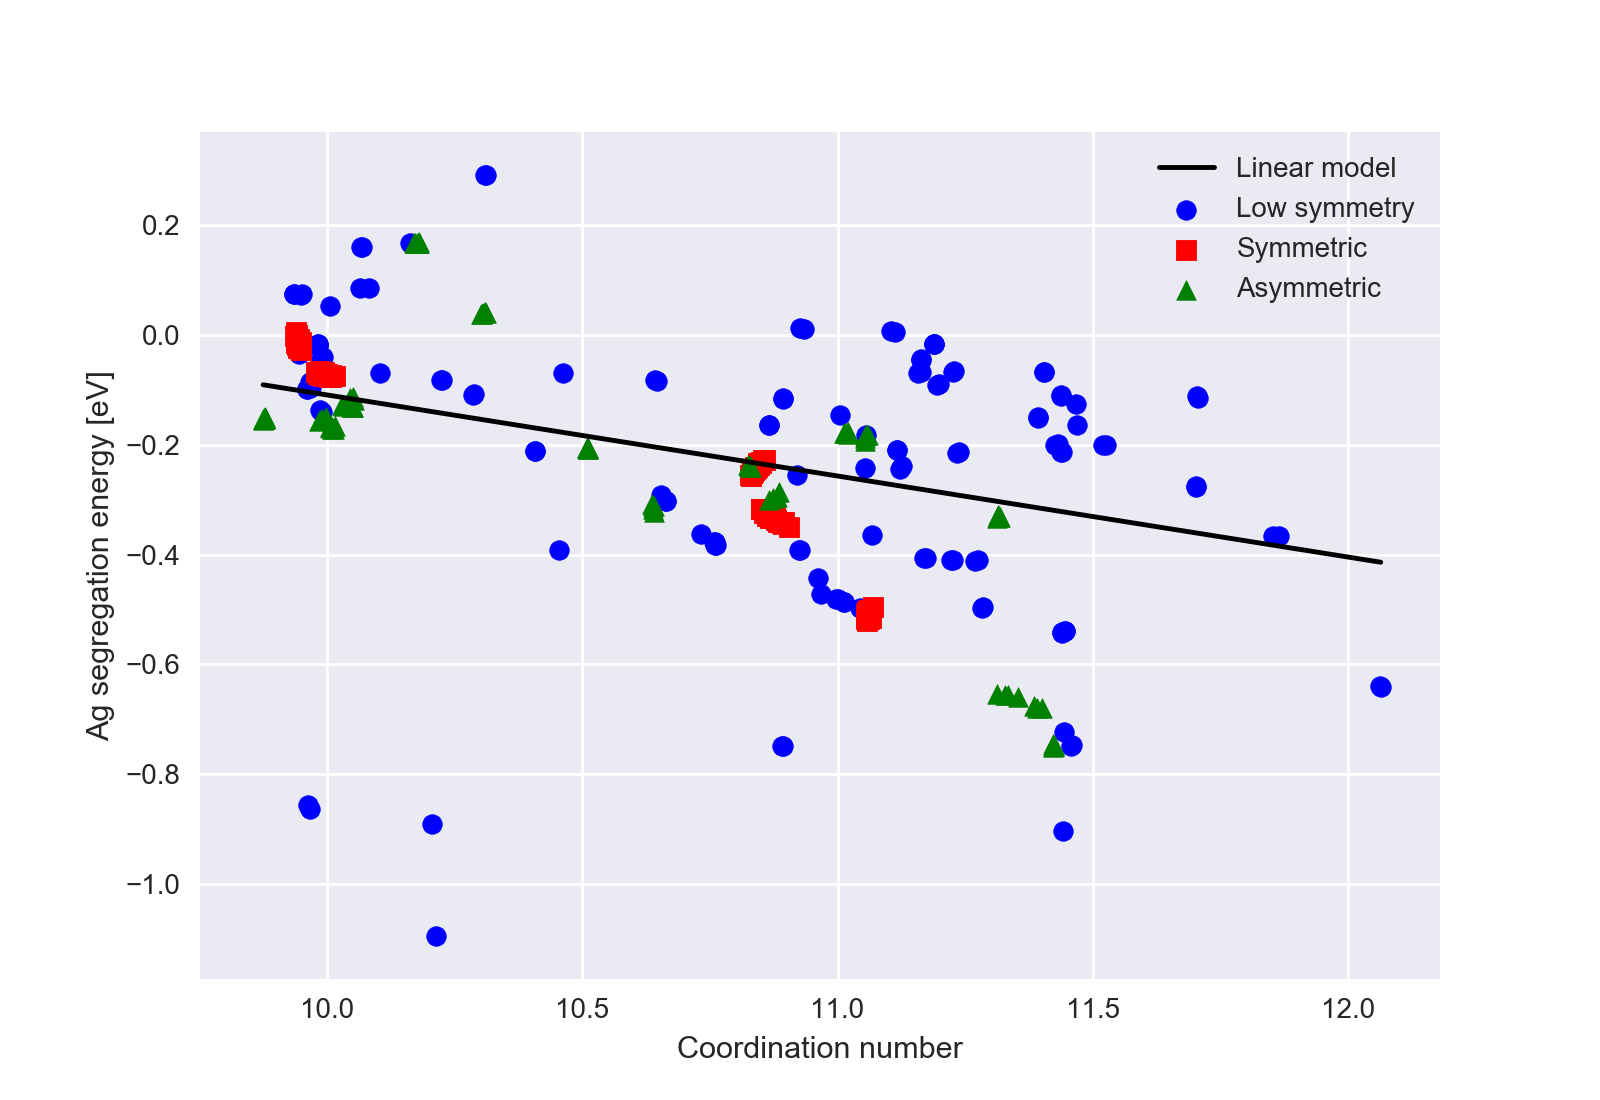 Linear model
Low symmetry
Symmetric
Asymmetric
0.2
0.0
−0.2
−0.4
−0.6
−0.8
−1.0
Ag segregation energy [eV]
10.0 10.5 11.0 11.5 12.0
Coordination number